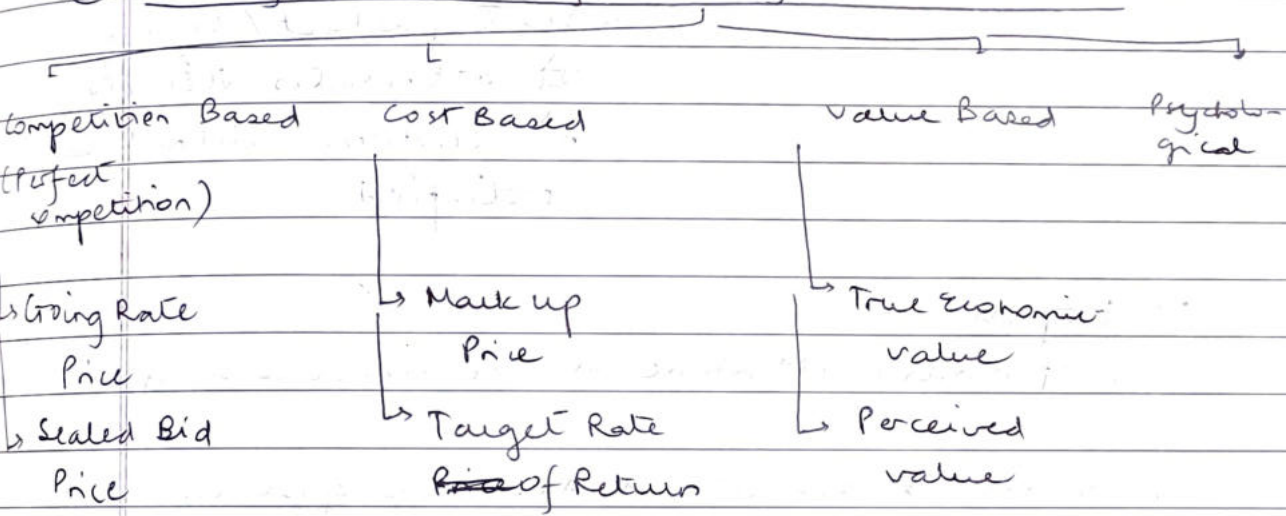 Competition Based
(Perfect
competition)
Going Rate
Price
Sealed Bid
Price
Cost Based
Mark up
Price
Target Rate
of Return
Value Based
True Economic
value
Perceived
value
Psycholo-
gical